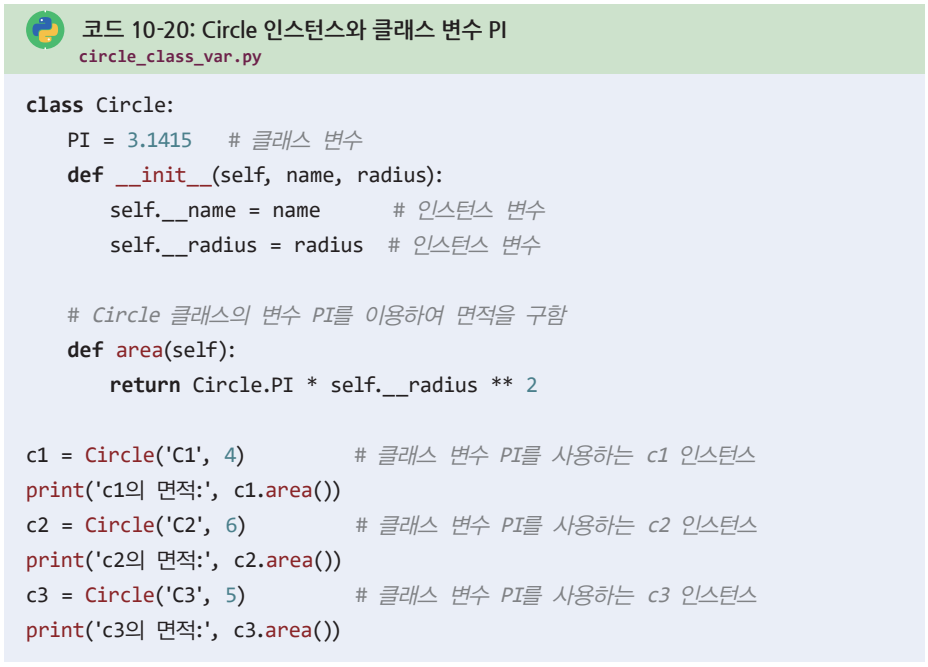 코드 10-20: Circle 인스턴스와 클래스 변수 PI
circle_class_var.py
class Circle:
    PI = 3.1415   # 클래스 변수
    def __init__(self, name, radius):
        self.__name = name      # 인스턴스 변수
        self.__radius = radius  # 인스턴스 변수

    # Circle 클래스의 변수 PI를 이용하여 면적을 구함
    def area(self):
        return Circle.PI * self.__radius ** 2

c1 = Circle('C1', 4)         # 클래스 변수 PI를 사용하는 c1 인스턴스
print('c1의 면적:', c1.area())
c2 = Circle('C2', 6)         # 클래스 변수 PI를 사용하는 c2 인스턴스
print('c2의 면적:', c2.area())
c3 = Circle('C3', 5)         # 클래스 변수 PI를 사용하는 c3 인스턴스
print('c3의 면적:', c3.area())